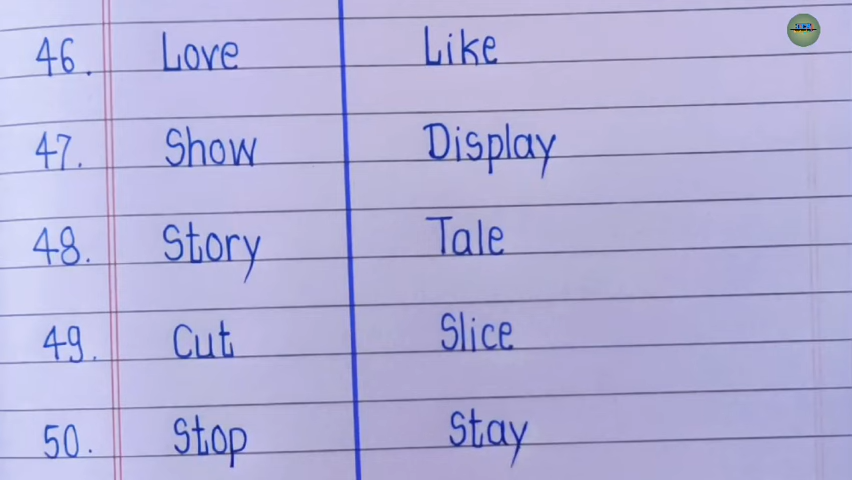 46. Love Like
47. Show Display
48. Story Tale
49. Cut Slice
50. Stop Stay